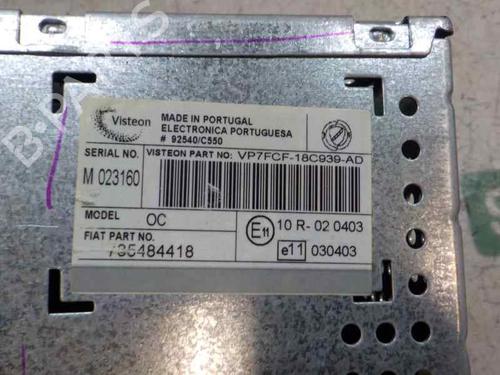 B-PARTS
Visteon
MADE IN PORTUGAL
ELECTRONICA PORTUGUESA
# 92540/C550
SERIAL NO.
VISTEON PART NO: VP7FCF-18C939-AD
M 023160
MODEL OC
E11 10 R- 02 0403
FIAT PART NO.
735484418
e11 030403